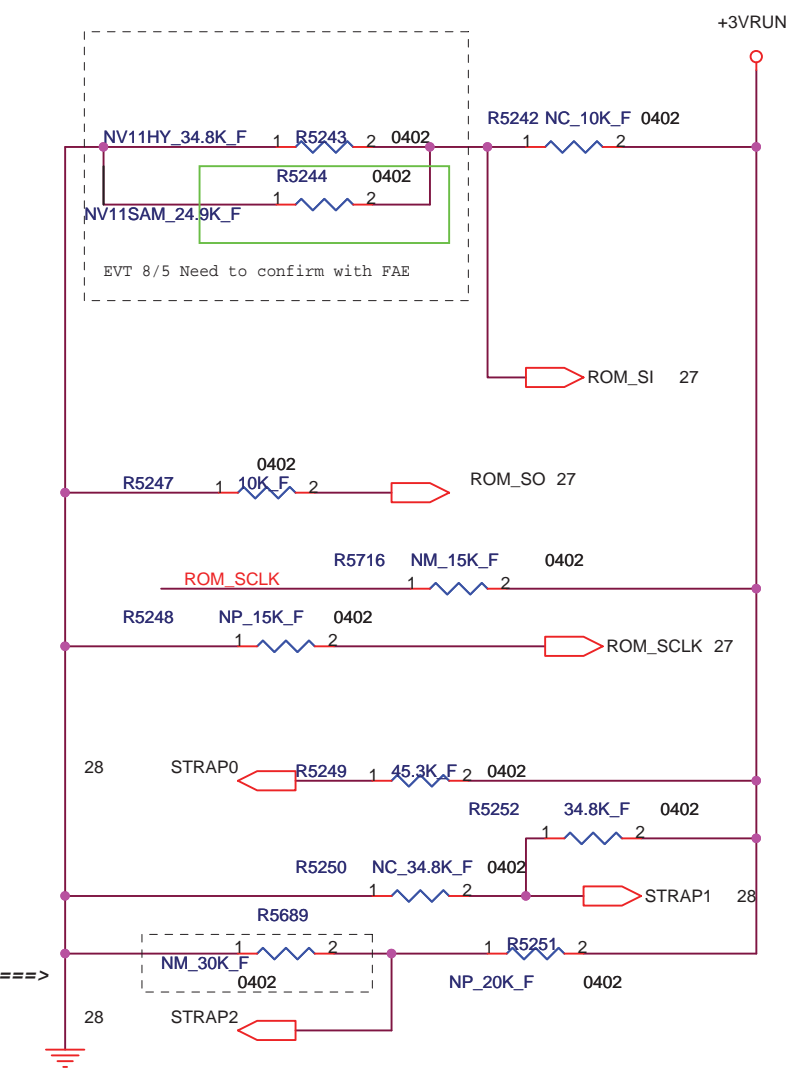 +3VRUN
R5242 NC_10K_F 0402
NV11HY_34.8K_F 1 R5243 2 0402 1 2
R5244 0402
1 2
NV11SAM_24.9K_F
EVT 8/5 Need to confirm with FAE
ROM_SI 27
0402
R5247 1 10K_F 2 ROM_SO 27
R5716 NM_15K_F 0402
ROM_SCLK 1 2
R5248 NP_15K_F 0402
1 2 ROM_SCLK 27
28 STRAP0 R5249 1 45.3K_F 2 0402
R5252 34.8K_F 0402
1 2
R5250 NC_34.8K_F 0402
1 2 STRAP1 28
R5689
1 2 1 R5251 2
NM_30K_F
===>
0402 NP_20K_F 0402
28 STRAP2